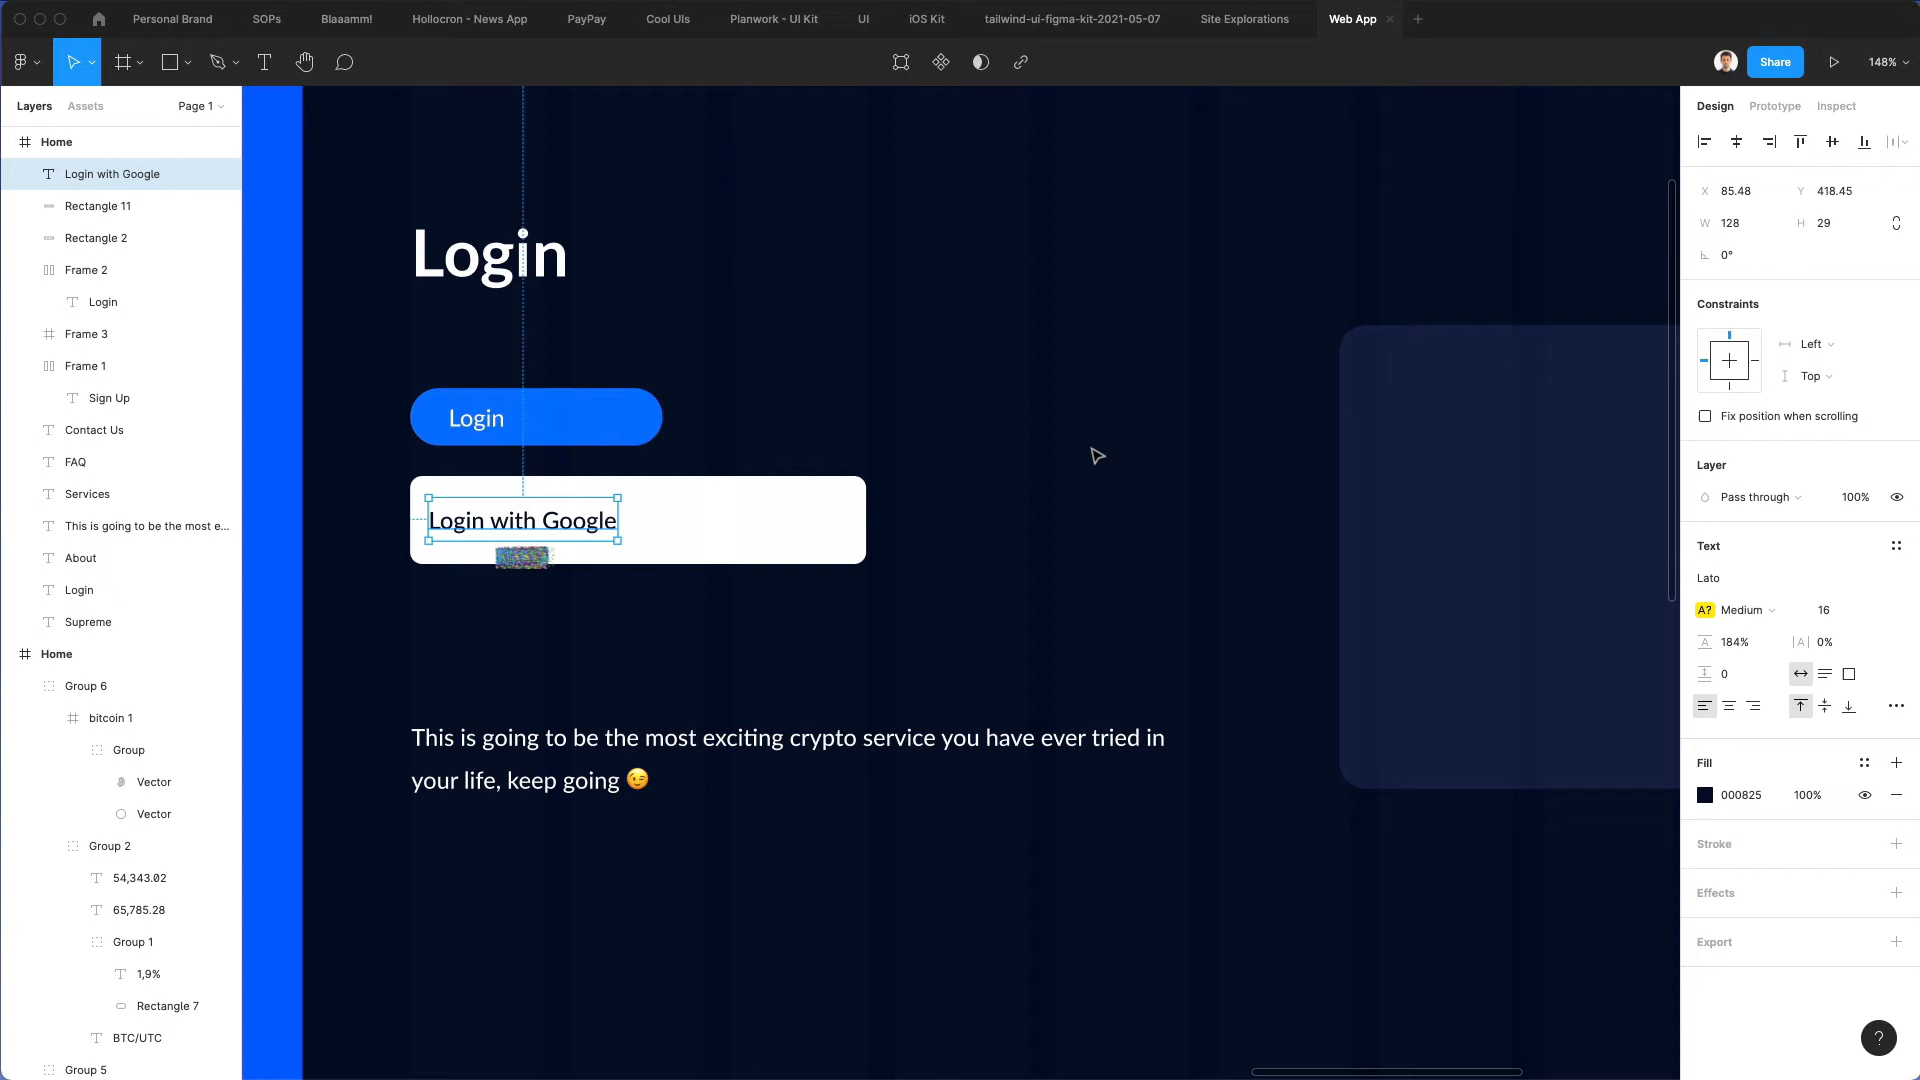 Personal Brand
SOPs
Blaaamm!
Hollocron - News App
PayPay
Cool UIs
Planwork - UI Kit
UI
iOS Kit
tailwind-ui-figma-kit-2021-05-07
Site Explorations
Web App
Share
148%
Layers
Assets
Page 1
Home
Login with Google
Rectangle 11
Rectangle 2
Frame 2
Login
Frame 3
Frame 1
Sign Up
Contact Us
FAQ
Services
This is going to be the most e...
About
Login
Supreme
Home
Group 6
bitcoin 1
Group
Vector
Vector
Group 2
54,343.02
65,785.28
Group 1
1,9%
Rectangle 7
BTC/UTC
Group 5
Login
Login
Login with Google
This is going to be the most exciting crypto service you have ever tried in
your life, keep going 😉
Design
Prototype
Inspect
X 85.48
Y 418.45
W 128
H 29
0°
Constraints
Left
Top
Fix position when scrolling
Layer
Pass through
100%
Text
Lato
A? Medium
16
A 184%
|A| 0%
0
Fill
000825
100%
Stroke
Effects
Export
?